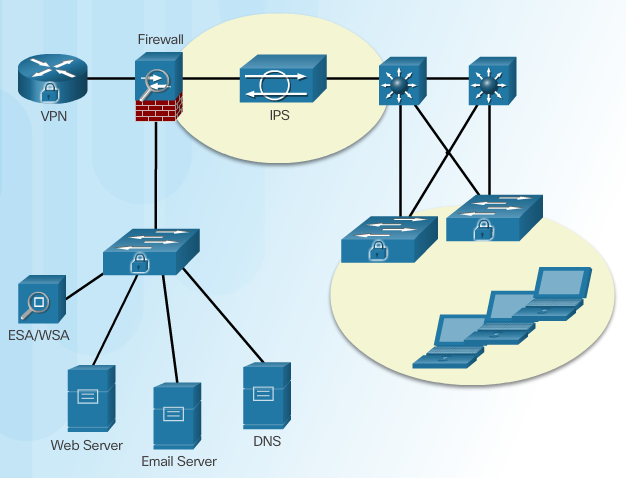 Firewall
VPN
IPS
ESA/WSA
Web Server
Email Server
DNS